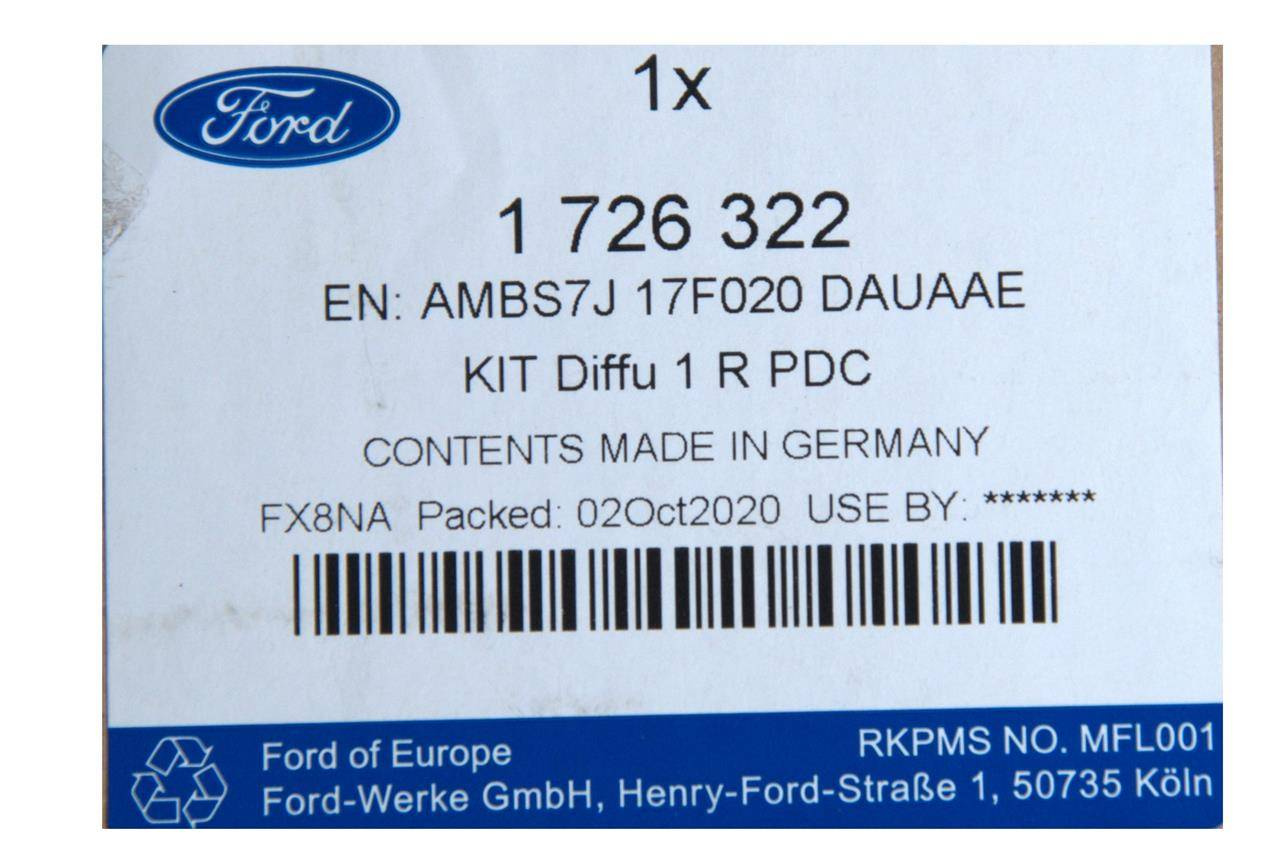 Ford
1x
1 726 322
EN: AMBS7J 17F020 DAUAAE
KIT Diffu 1 R PDC
CONTENTS MADE IN GERMANY
FX8NA Packed: 02Oct2020 USE BY: *******
Ford of Europe
RKPMS NO. MFL001
Ford-Werke GmbH, Henry-Ford-Straße 1, 50735 Köln